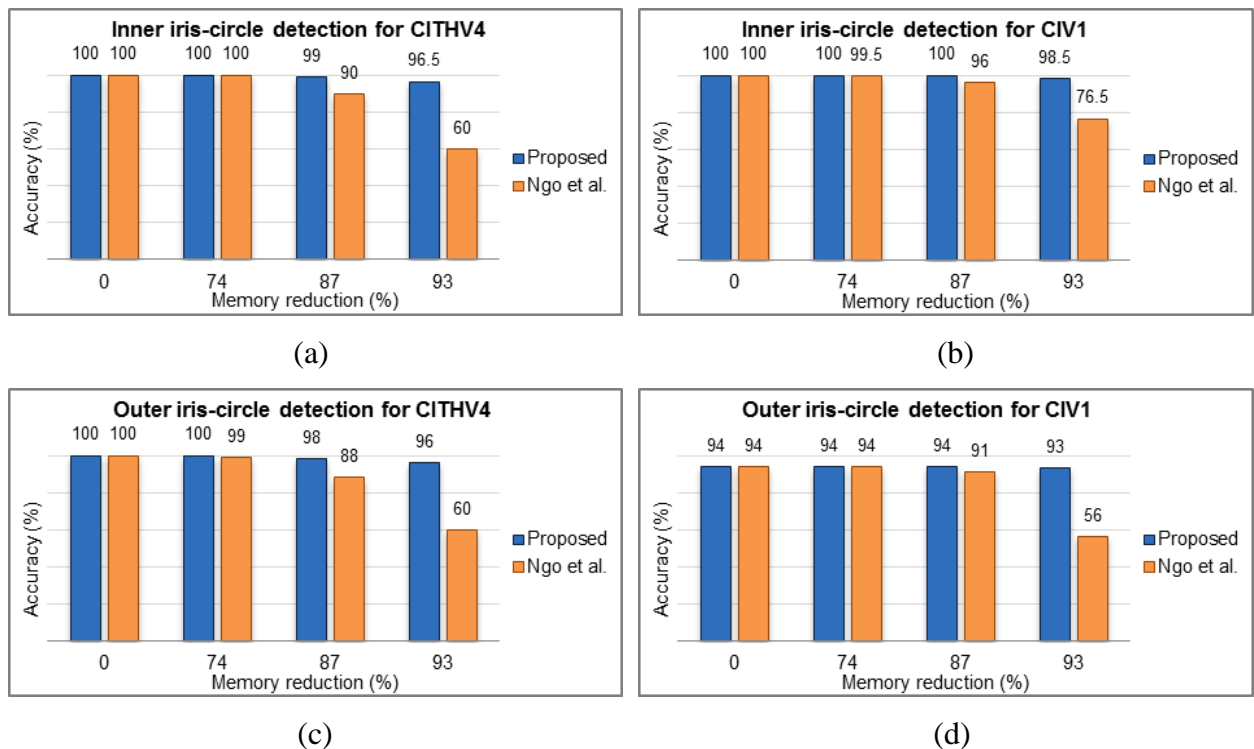 Inner iris-circle detection for CITHV4
100 100 100 100 99 90 96.5 60
Accuracy (%)
Proposed
Ngo et al.
0 74 87 93
Memory reduction (%)
(a)
Inner iris-circle detection for CIV1
100 100 100 99.5 100 96 98.5 76.5
Accuracy (%)
Proposed
Ngo et al.
0 74 87 93
Memory reduction (%)
(b)
Outer iris-circle detection for CITHV4
100 100 100 99 98 88 96 60
Accuracy (%)
Proposed
Ngo et al.
0 74 87 93
Memory reduction (%)
(c)
Outer iris-circle detection for CIV1
94 94 94 94 94 91 93 56
Accuracy (%)
Proposed
Ngo et al.
0 74 87 93
Memory reduction (%)
(d)